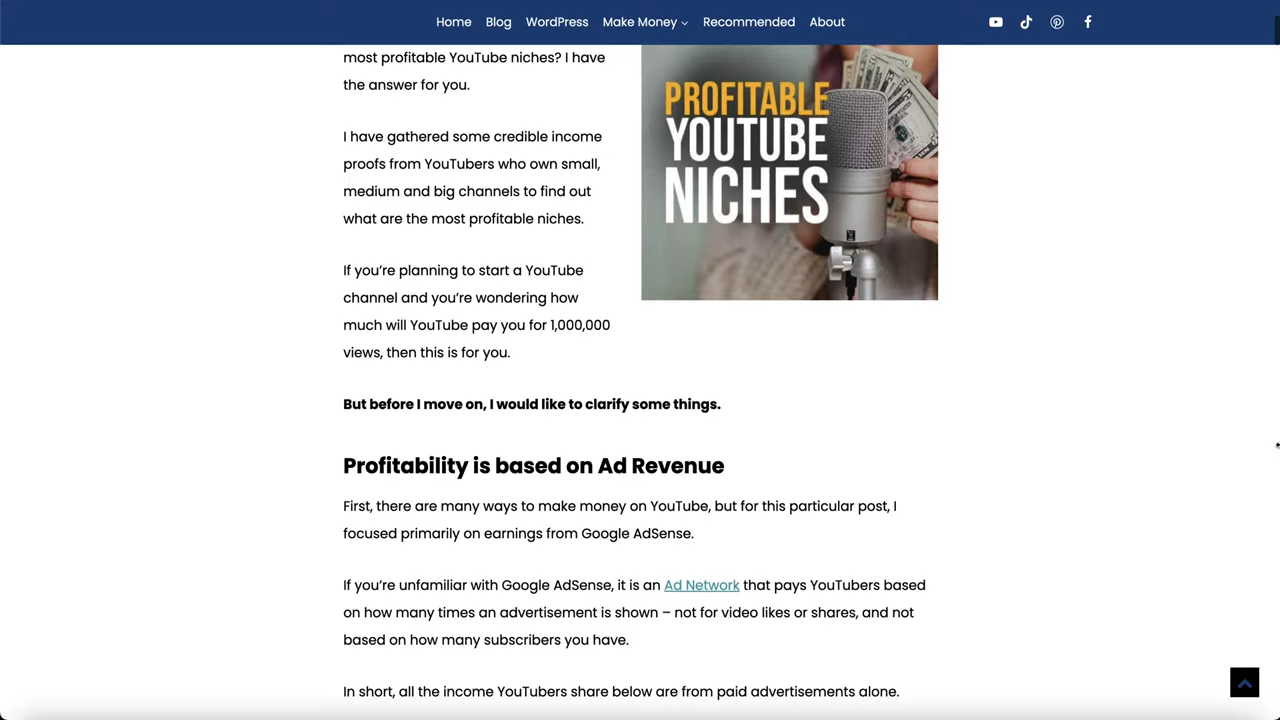 Home Blog WordPress Make Money Recommended About
most profitable YouTube niches? I have
the answer for you.
I have gathered some credible income
proofs from YouTubers who own small,
medium and big channels to find out
what are the most profitable niches.
If you’re planning to start a YouTube
channel and you’re wondering how
much will YouTube pay you for 1,000,000
views, then this is for you.
PROFITABLE
YOUTUBE
NICHES
But before I move on, I would like to clarify some things.
Profitability is based on Ad Revenue
First, there are many ways to make money on YouTube, but for this particular post, I
focused primarily on earnings from Google AdSense.
If you’re unfamiliar with Google AdSense, it is an Ad Network that pays YouTubers based
on how many times an advertisement is shown – not for video likes or shares, and not
based on how many subscribers you have.
In short, all the income YouTubers share below are from paid advertisements alone.